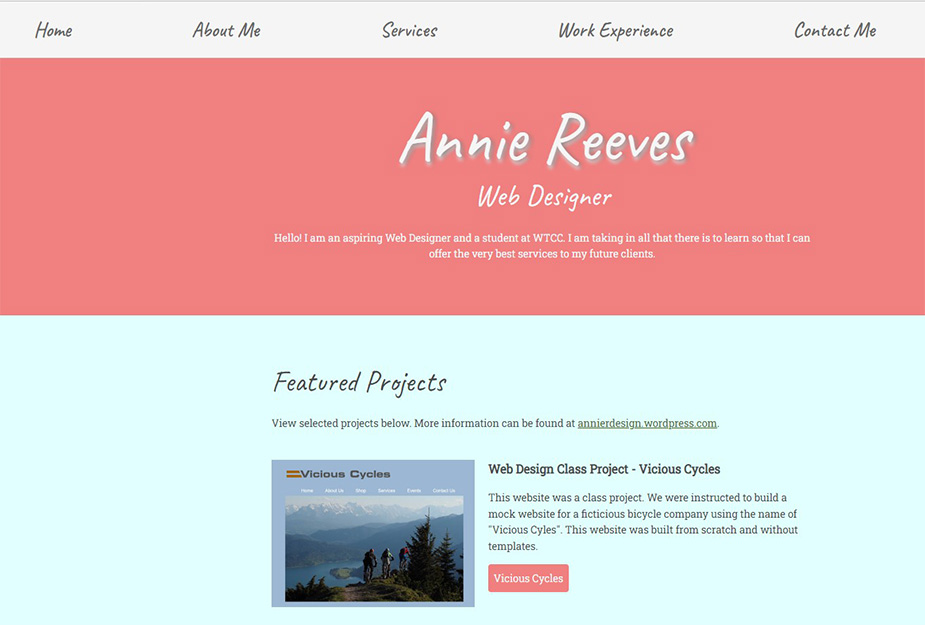 Home About Me Services Work Experience Contact Me
Annie Reeves
Web Designer
Hello! I am an aspiring Web Designer and a student at WTCC. I am taking in all that there is to learn so that I can
offer the very best services to my future clients.
Featured Projects
View selected projects below. More information can be found at annierdesign.wordpress.com.
Vicious Cycles
Home About Us Shop Services Events Contact Us
Web Design Class Project - Vicious Cycles
This website was a class project. We were instructed to build a
mock website for a ficticious bicycle company using the name of
"Vicious Cyles". This website was built from scratch and without
templates.
Vicious Cycles